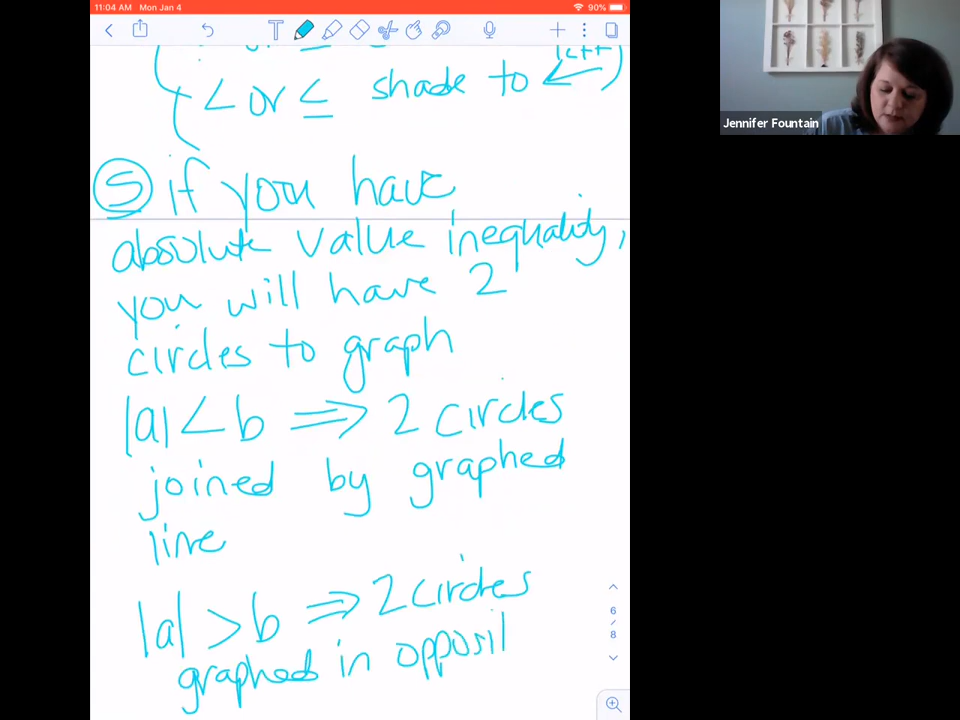 11:04 AM Mon Jan 4
90%
< or ≤ shade to ←
Jennifer Fountain
5 if you have
absolute value inequality,
you will have 2
circles to graph
|a| < b ⇒ 2 circles
joined by graphed
line
|a| > b ⇒ 2 circles
graphed in opposit
6
/
8